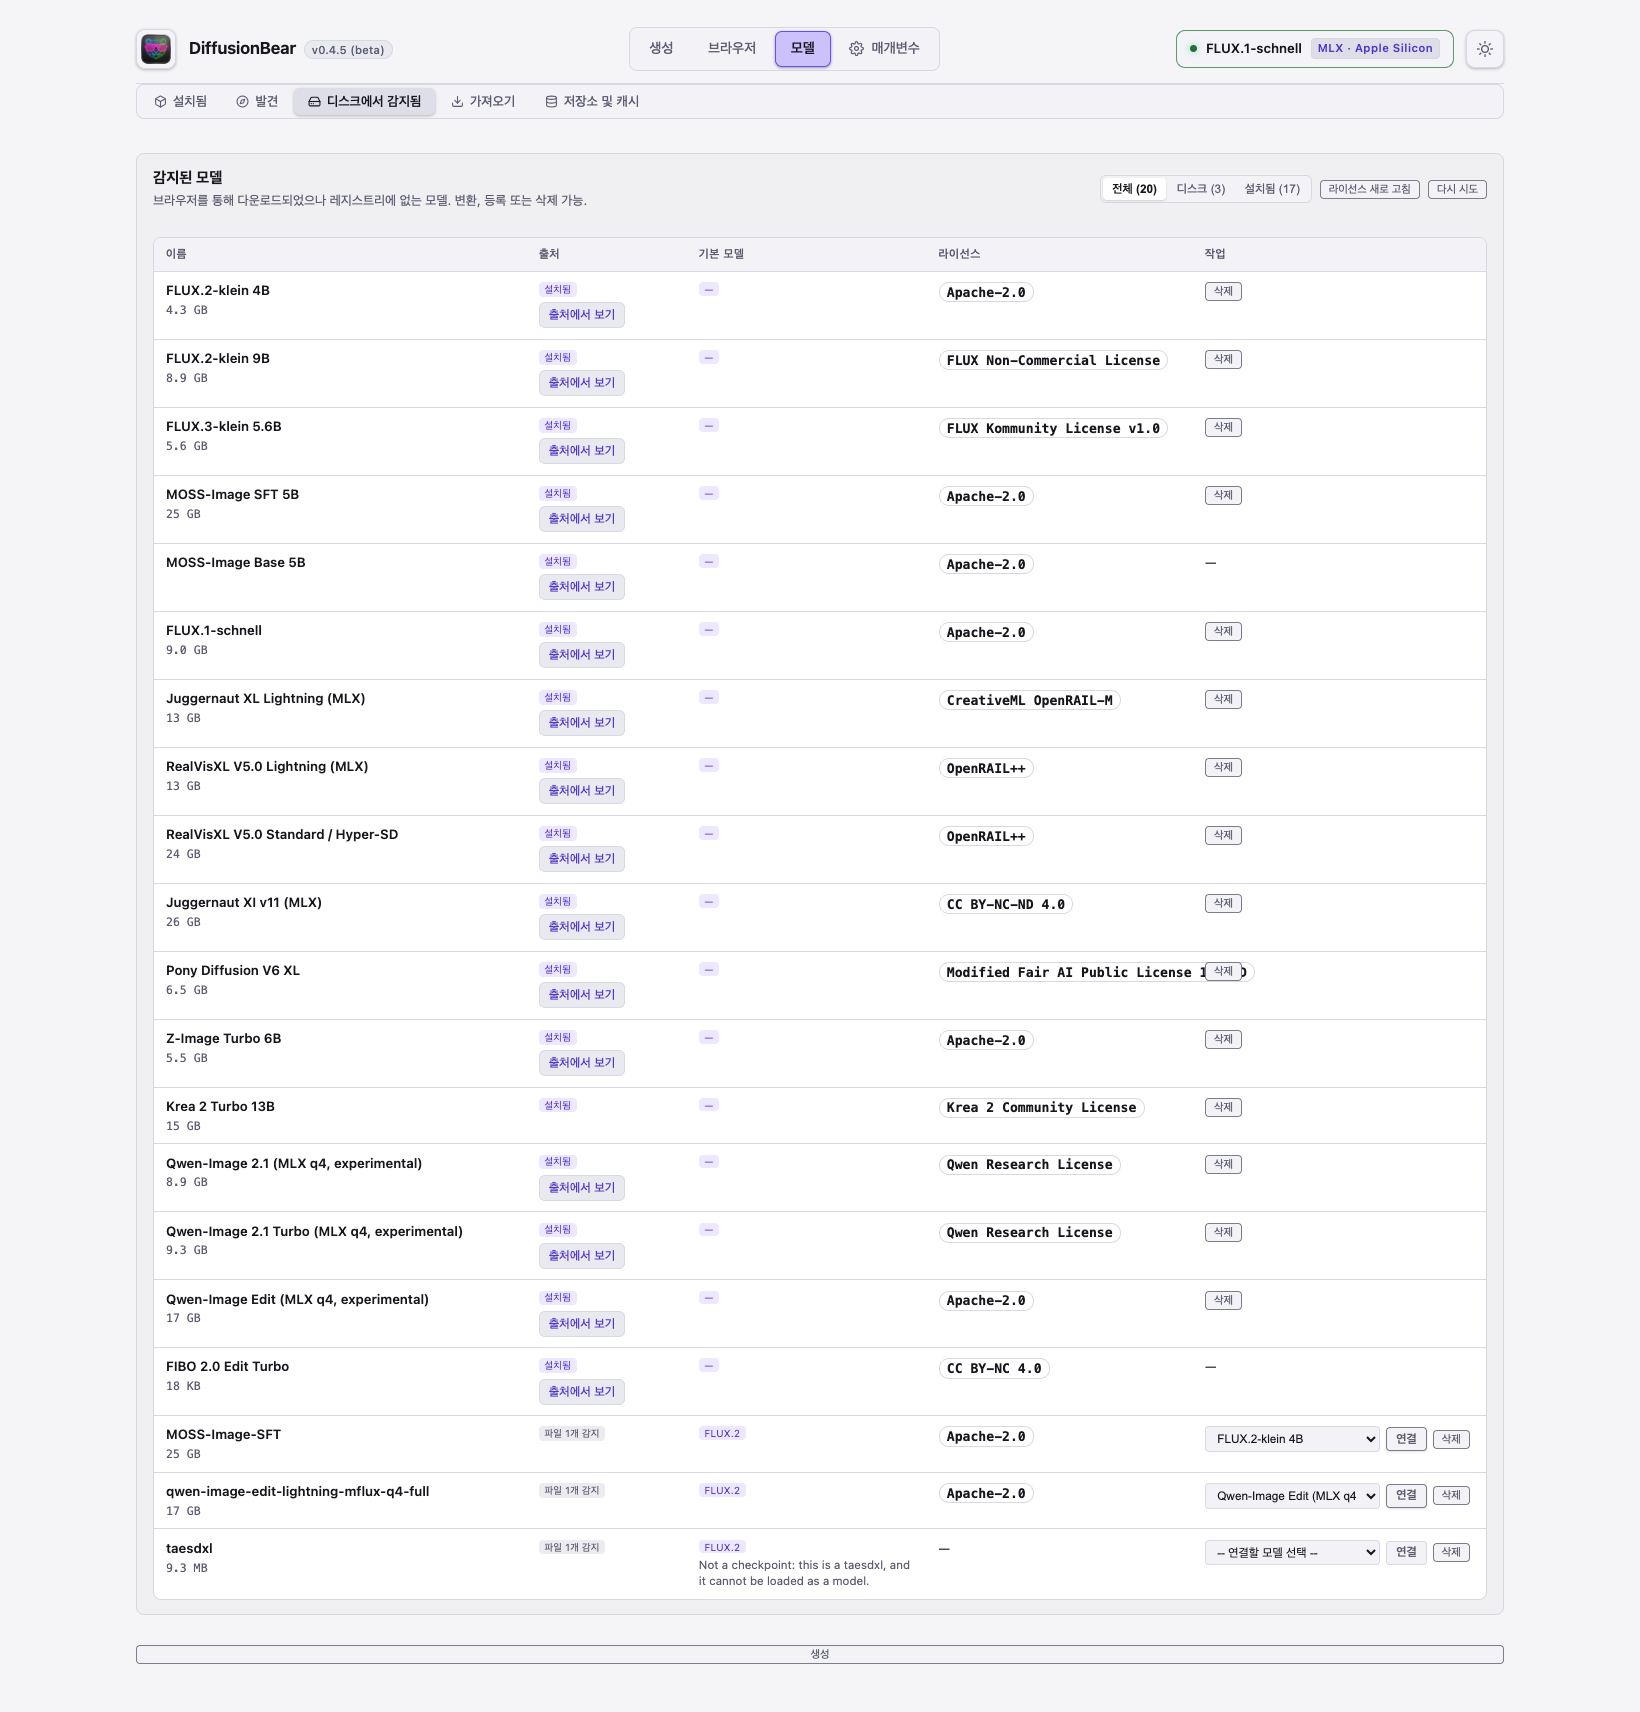 DiffusionBear v0.4.5 (beta)
생성 브라우저 모델 매개변수
FLUX.1-schnell MLX · Apple Silicon
설치됨 발견 디스크에서 감지됨 가져오기 저장소 및 캐시
감지된 모델
브라우저를 통해 다운로드되었으나 레지스트리에 없는 모델. 변환, 등록 또는 삭제 가능.
전체 (20) 디스크 (3) 설치됨 (17) 라이선스 새로 고침 다시 시도
이름 출처 기본 모델 라이선스 작업
FLUX.2-klein 4B 설치됨 — Apache-2.0 삭제
4.3 GB 출처에서 보기
FLUX.2-klein 9B 설치됨 — FLUX Non-Commercial License 삭제
8.9 GB 출처에서 보기
FLUX.3-klein 5.6B 설치됨 — FLUX Kommunity License v1.0 삭제
5.6 GB 출처에서 보기
MOSS-Image SFT 5B 설치됨 — Apache-2.0 삭제
25 GB 출처에서 보기
MOSS-Image Base 5B 설치됨 — Apache-2.0 —
출처에서 보기
FLUX.1-schnell 설치됨 — Apache-2.0 삭제
9.0 GB 출처에서 보기
Juggernaut XL Lightning (MLX) 설치됨 — CreativeML OpenRAIL-M 삭제
13 GB 출처에서 보기
RealVisXL V5.0 Lightning (MLX) 설치됨 — OpenRAIL++ 삭제
13 GB 출처에서 보기
RealVisXL V5.0 Standard / Hyper-SD 설치됨 — OpenRAIL++ 삭제
24 GB 출처에서 보기
Juggernaut XI v11 (MLX) 설치됨 — CC BY-NC-ND 4.0 삭제
26 GB 출처에서 보기
Pony Diffusion V6 XL 설치됨 — Modified Fair AI Public License 삭제
6.5 GB 출처에서 보기
Z-Image Turbo 6B 설치됨 — Apache-2.0 삭제
5.5 GB 출처에서 보기
Krea 2 Turbo 13B 설치됨 — Krea 2 Community License 삭제
15 GB
Qwen-Image 2.1 (MLX q4, experimental) 설치됨 — Qwen Research License 삭제
8.9 GB 출처에서 보기
Qwen-Image 2.1 Turbo (MLX q4, experimental) 설치됨 — Qwen Research License 삭제
9.3 GB 출처에서 보기
Qwen-Image Edit (MLX q4, experimental) 설치됨 — Apache-2.0 삭제
17 GB 출처에서 보기
FIBO 2.0 Edit Turbo 설치됨 — CC BY-NC 4.0 —
18 KB 출처에서 보기
MOSS-Image-SFT 파일 1개 감지 FLUX.2 Apache-2.0 FLUX.2-klein 4B 연결 삭제
25 GB
qwen-image-edit-lightning-mflux-q4-full 파일 1개 감지 FLUX.2 Apache-2.0 Qwen-Image Edit (MLX q4 연결 삭제
17 GB
taesdxl 파일 1개 감지 FLUX.2 — -- 연결할 모델 선택 -- 연결 삭제
9.3 MB Not a checkpoint: this is a taesdxl, and
it cannot be loaded as a model.
생성